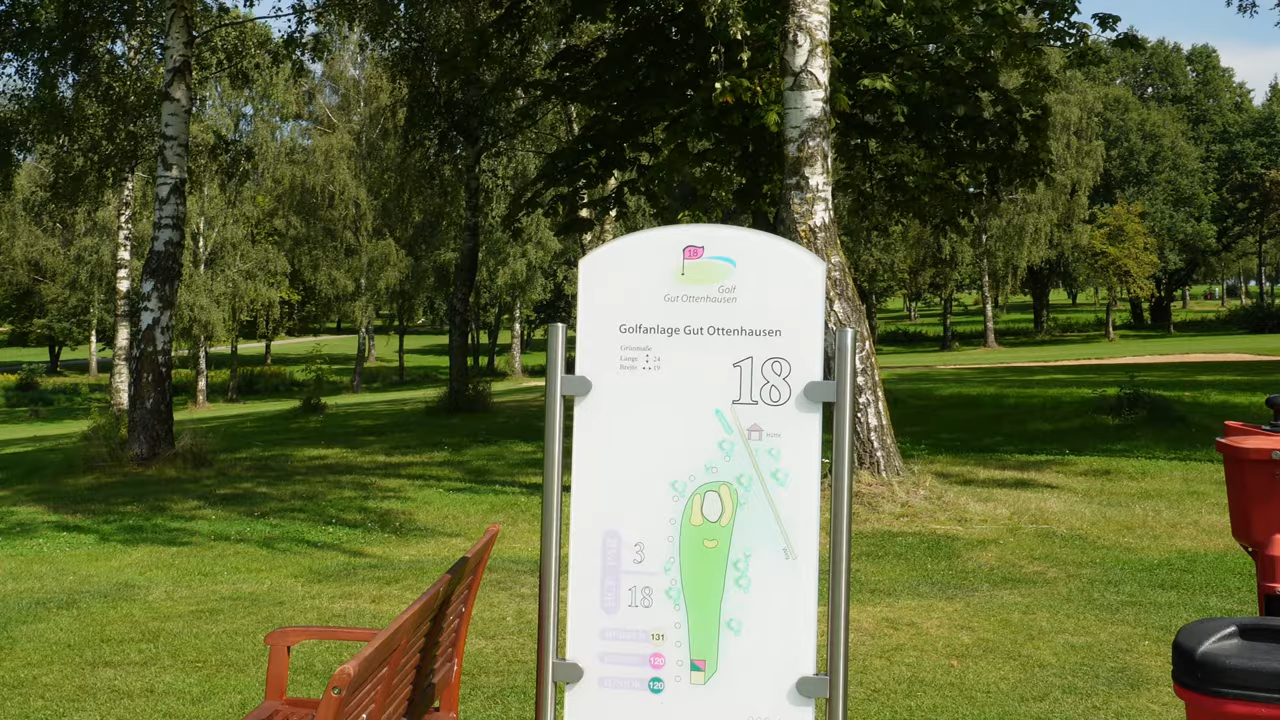 18
Golf
Gut Ottenhausen
Golfanlage Gut Ottenhausen
Grünmaße
Länge 24
Breite 19
18
Hütte
3
18
131
120
120